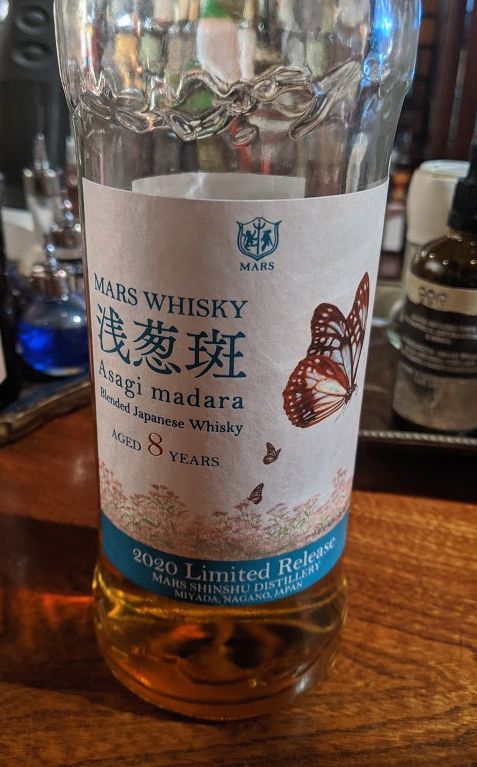 MARS
MARS WHISKY
浅葱斑
Asagi madara
Blended Japanese Whisky
AGED 8 YEARS
2020 Limited Release
MARS SHINSHU DISTILLERY
MIYADA, NAGANO, JAPAN